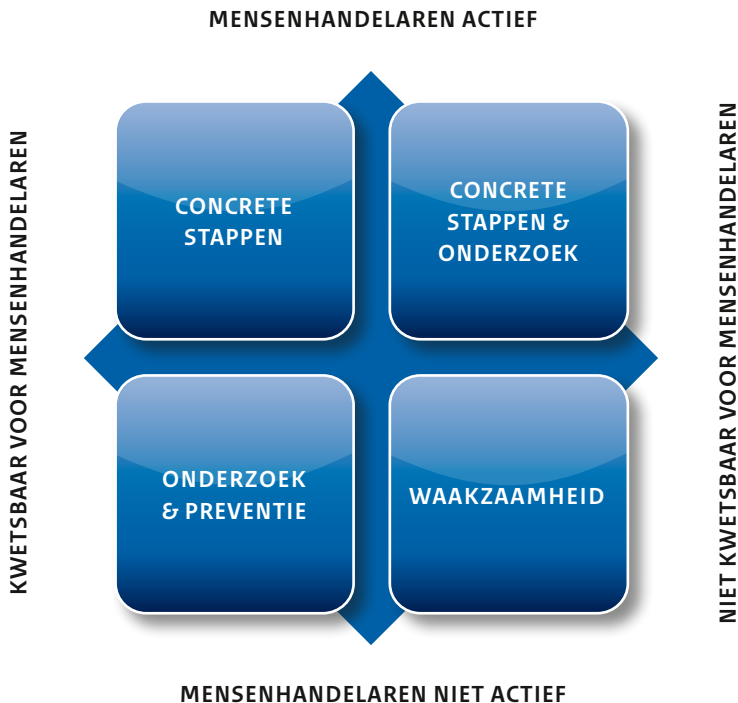 MENSENHANDELAREN ACTIEF
KWETSBAAR VOOR MENSENHANDELAREN
CONCRETE
STAPPEN
CONCRETE
STAPPEN &
ONDERZOEK
NIET KWETSBAAR VOOR MENSENHANDELAREN
ONDERZOEK
& PREVENTIE
WAAKZAAMHEID
MENSENHANDELAREN NIET ACTIEF